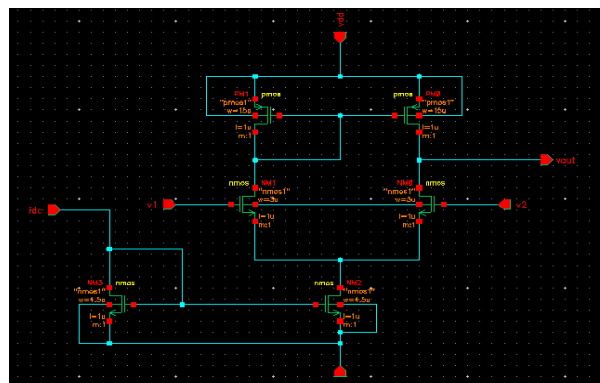 vdd
PM1 pmos
"pmos1"
w=15u
l=1u
m:1
PM0 pmos
"pmos1"
w=15u
l=1u
m:1
vout
NM1
nmos
"nmos1"
w=3u
l=1u
m:1
NM0
nmos
"nmos1"
w=3u
l=1u
m:1
v1
v2
idc
NM3 nmos
"nmos1"
w=4.5u
l=1u
m:1
NM2
nmos
"nmos1"
w=4.5u
l=1u
m:1